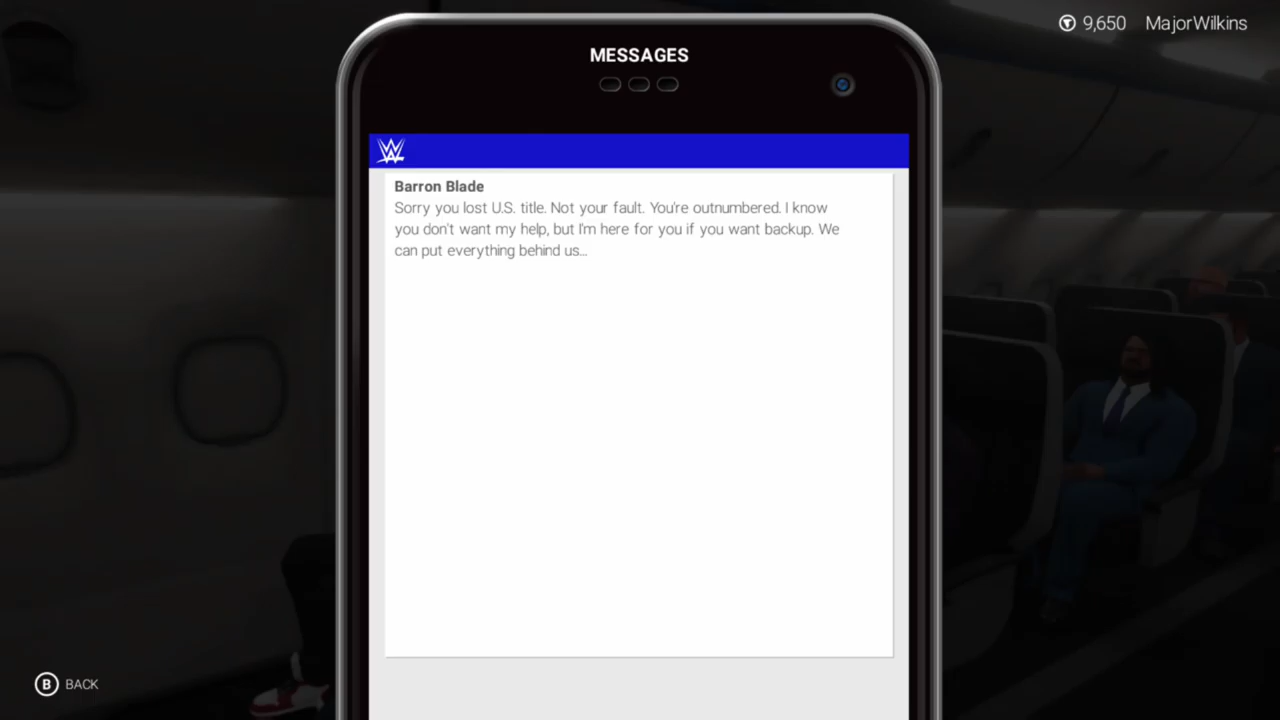 9,650 MajorWilkins
MESSAGES
Barron Blade
Sorry you lost U.S. title. Not your fault. You're outnumbered. I know
you don't want my help, but I'm here for you if you want backup. We
can put everything behind us...
B BACK